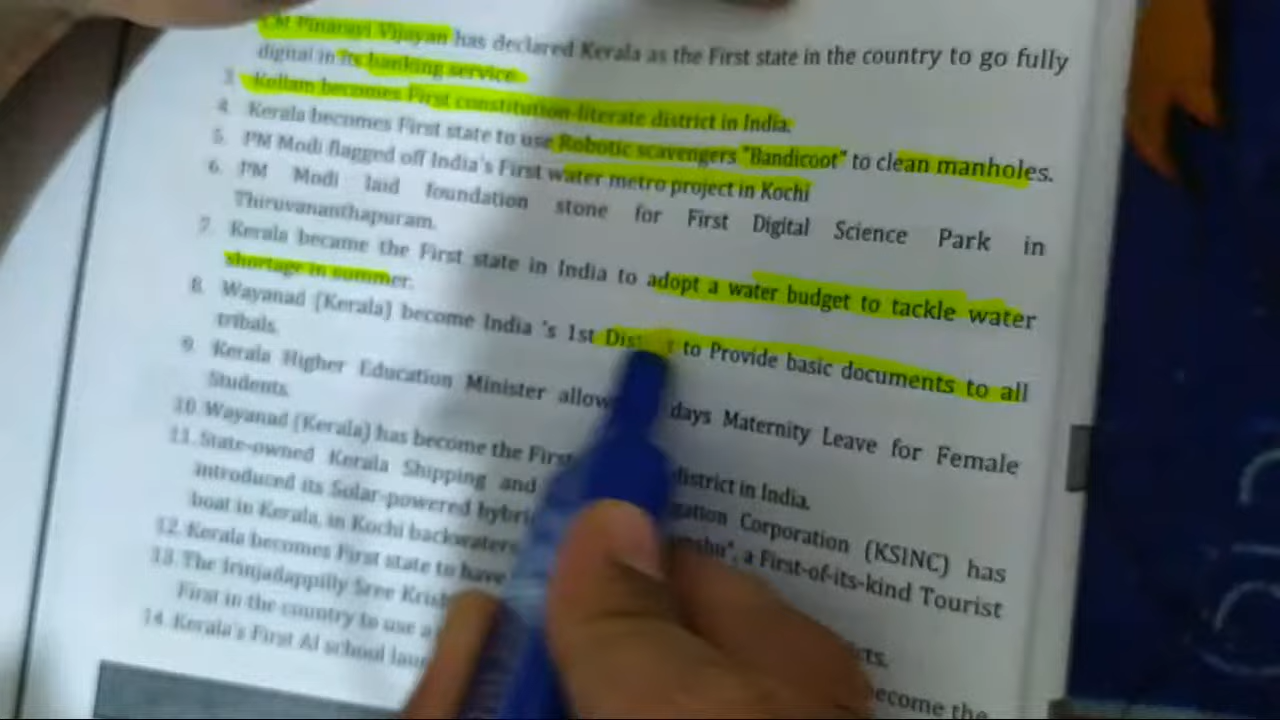 CM Pinarayi Vijayan has declared Kerala as the First state in the country to go fully
digital in its banking service.
3. Kollam becomes First constitution-literate district in India.
4. Kerala becomes First state to use Robotic scavengers "Bandicoot" to clean manholes.
5. PM Modi flagged off India's First water metro project in Kochi
6. PM Modi laid foundation stone for First Digital Science Park in
Thiruvananthapuram.
7. Kerala became the First state in India to adopt a water budget to tackle water
shortage in summer.
8. Wayanad (Kerala) become India 's 1st to Provide basic documents to all
tribals.
9. Kerala Higher Education Minister days Maternity Leave for Female
Students.
10. Wayanad (Kerala) has become the First district in India.
11. State-owned Kerala Shipping and Corporation (KSINC) has
introduced its Solar-powered a First-of-its-kind Tourist
boat in Kerala, in Kochi backwaters
12. Kerala becomes First state to have
13. The Irinjadappilly Sree
First in the country to use a become the
14. Kerala's First AI school